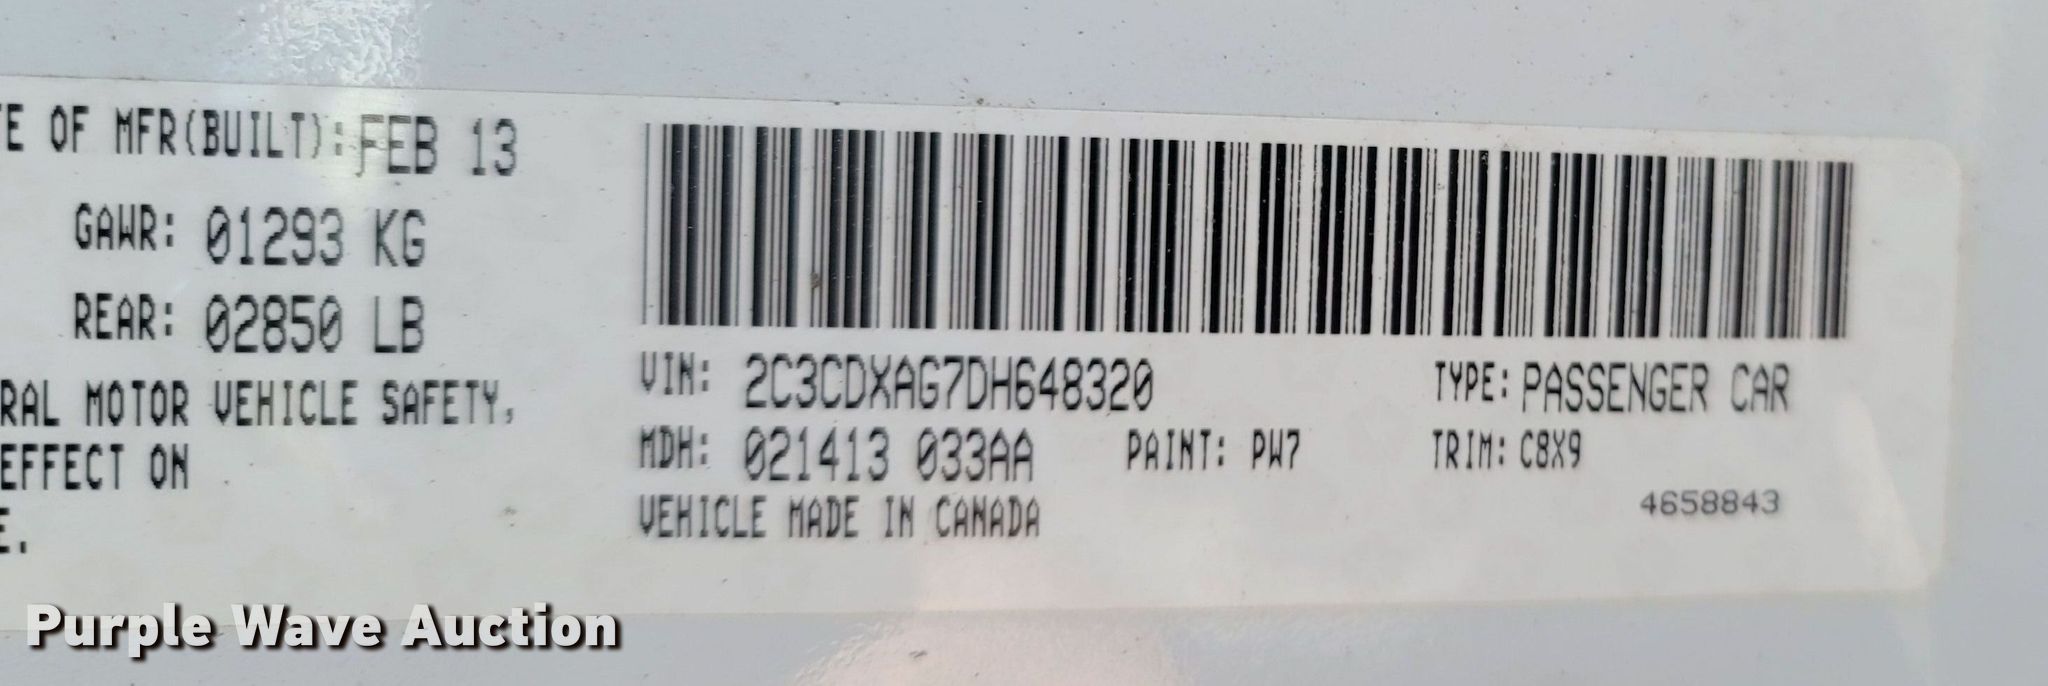 TE OF MFR(BUILT): FEB 13
GAWR: 01293 KG
REAR: 02850 LB
RAL MOTOR VEHICLE SAFETY,
EFFECT ON
E.
VIN: 2C3CDXAG7DH648320 TYPE: PASSENGER CAR
MDH: 021413 033AA PAINT: PW7 TRIM: C8X9
VEHICLE MADE IN CANADA 4658843
Purple Wave Auction